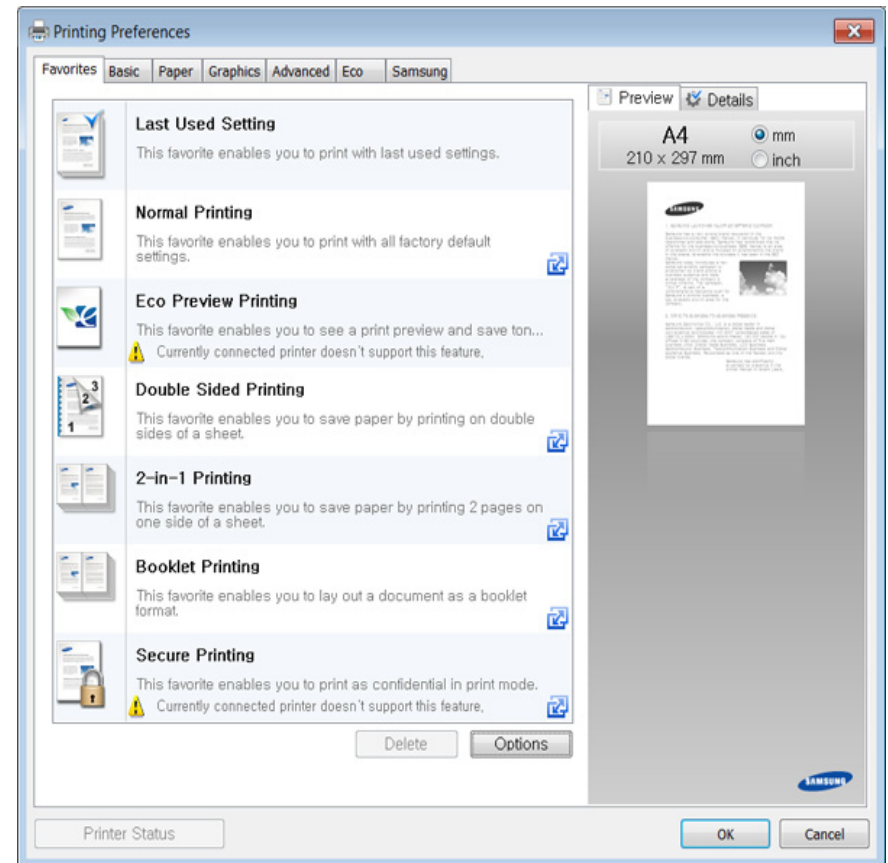 Printing Preferences
Favorites Basic Paper Graphics Advanced Eco Samsung
Last Used Setting
This favorite enables you to print with last used settings.
Normal Printing
This favorite enables you to print with all factory default
settings.
Eco Preview Printing
This favorite enables you to see a print preview and save ton...
Currently connected printer doesn't support this feature.
Double Sided Printing
This favorite enables you to save paper by printing on double
sides of a sheet.
2-in-1 Printing
This favorite enables you to save paper by printing 2 pages on
one side of a sheet.
Booklet Printing
This favorite enables you to lay out a document as a booklet
format.
Secure Printing
This favorite enables you to print as confidential in print mode.
Currently connected printer doesn't support this feature.
Delete Options
Preview Details
A4
210 x 297 mm
mm
inch
SAMSUNG
SAMSUNG
Printer Status
OK Cancel